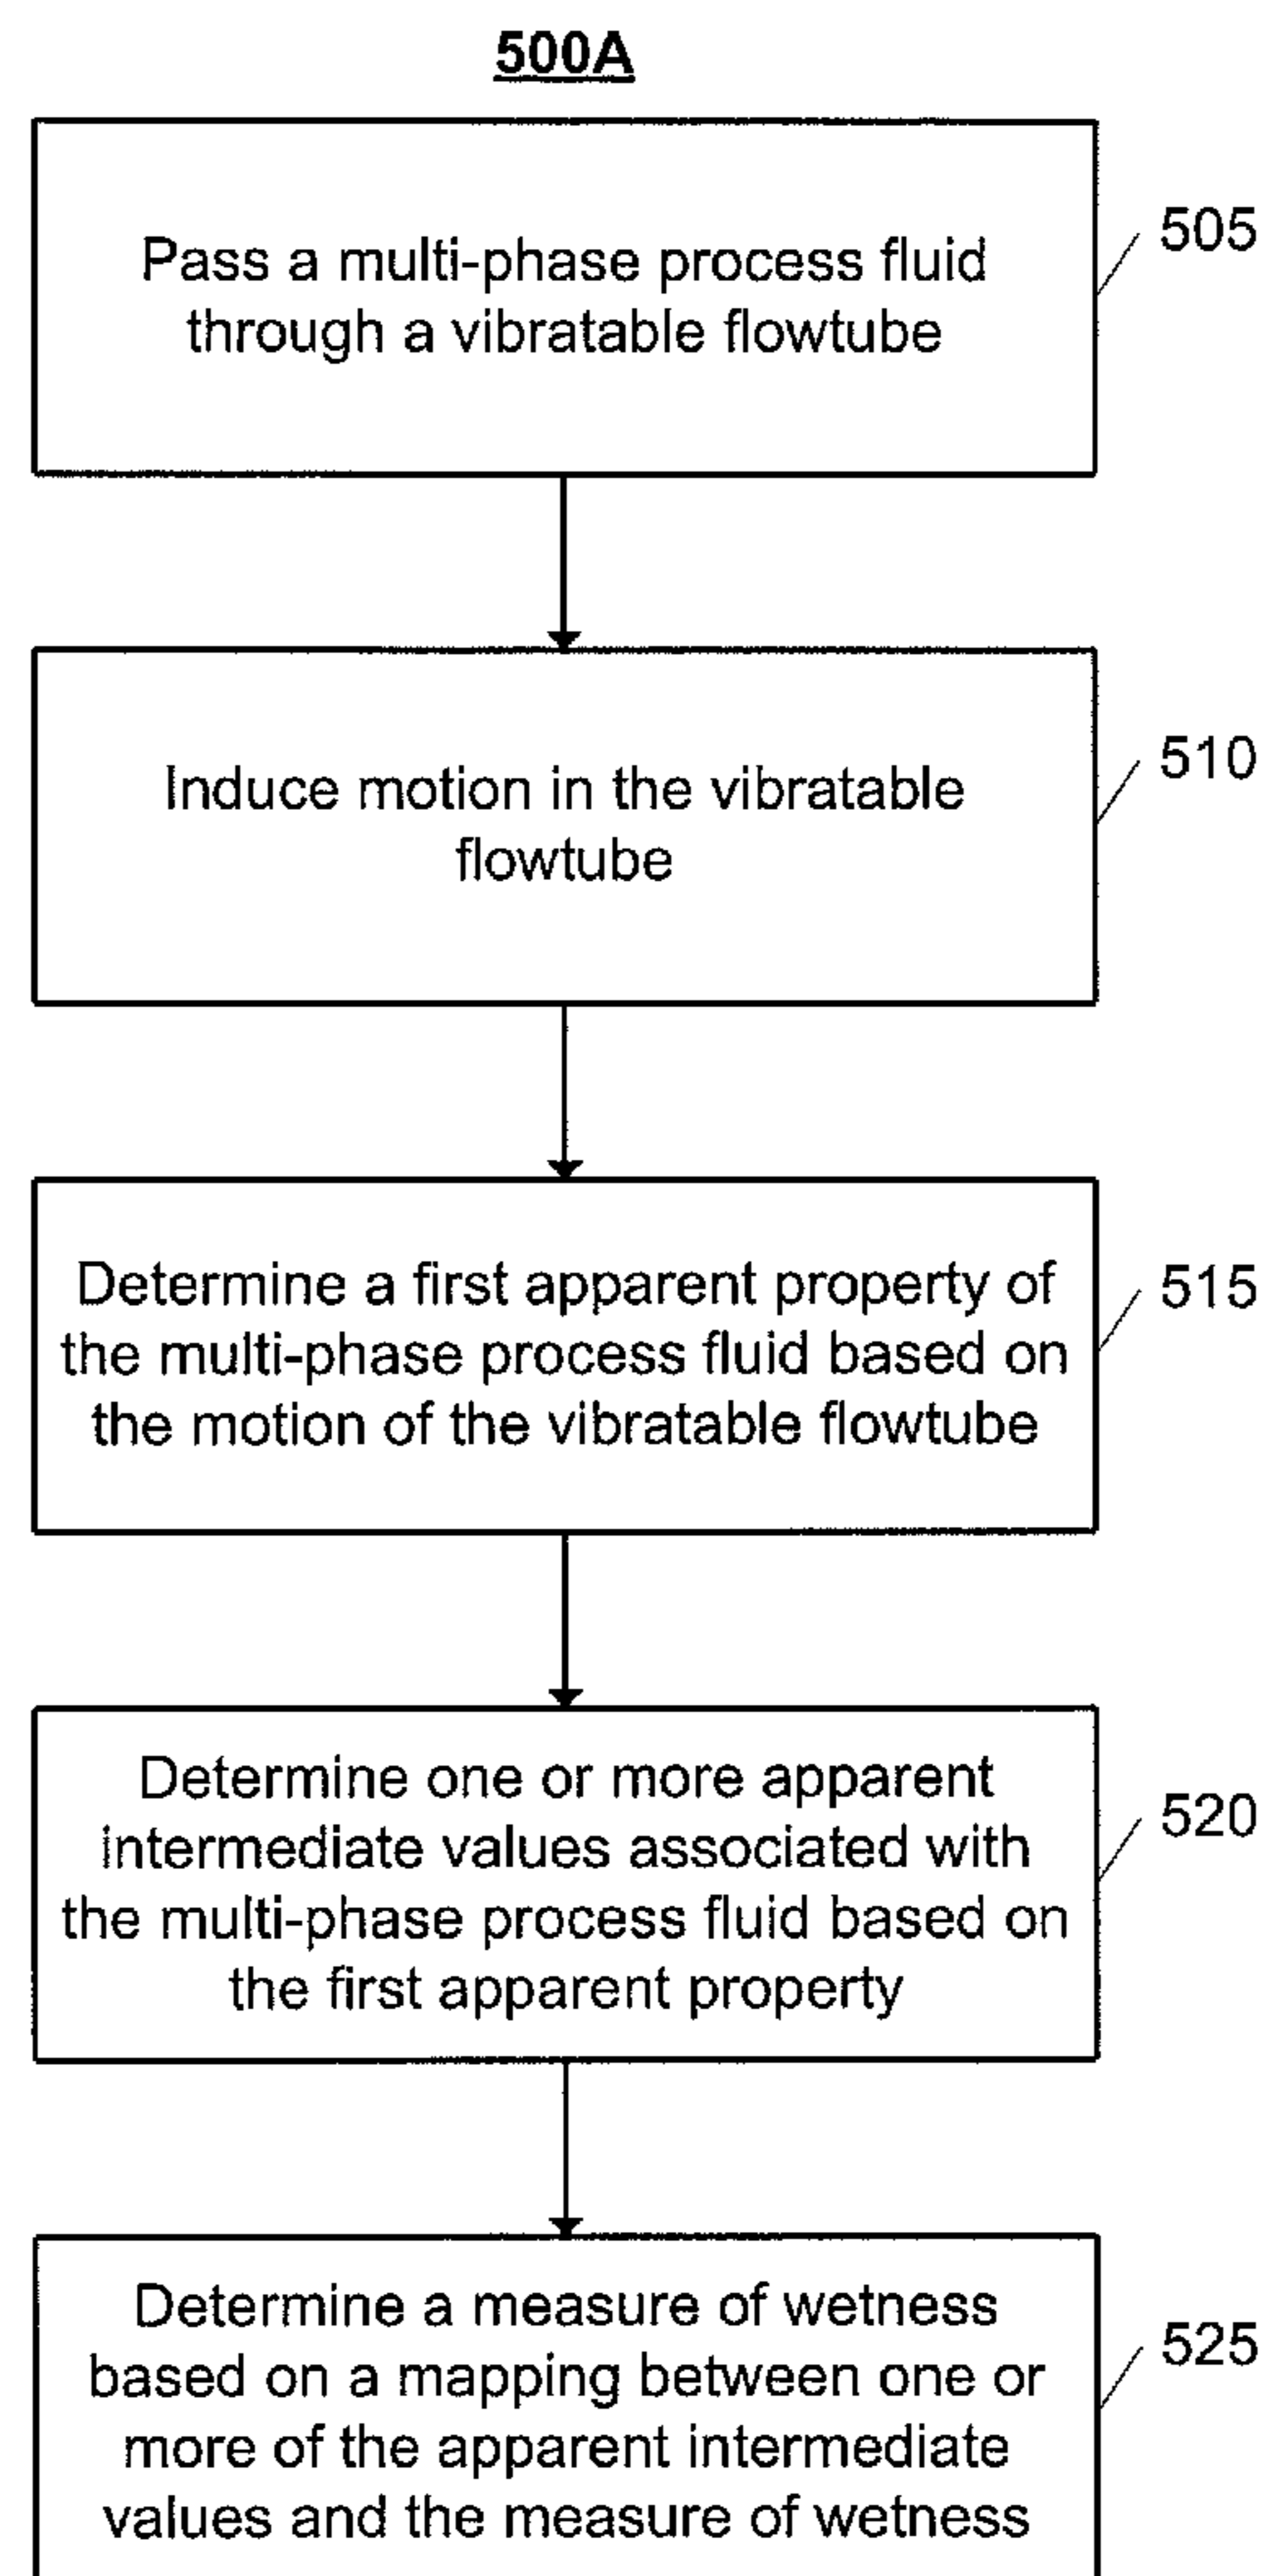 500A
Pass a multi-phase process fluid
through a vibratable flowtube
505
Induce motion in the vibratable
flowtube
510
Determine a first apparent property of
the multi-phase process fluid based on
the motion of the vibratable flowtube
515
Determine one or more apparent
intermediate values associated with
the multi-phase process fluid based on
the first apparent property
520
Determine a measure of wetness
based on a mapping between one or
more of the apparent intermediate
values and the measure of wetness
525